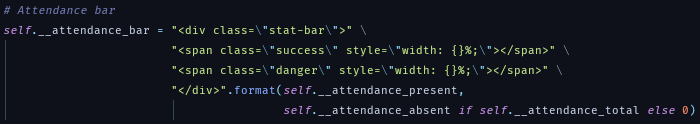 # Attendance bar
self.__attendance_bar = "<div class=\"stat-bar\">" \
"<span class=\"success\" style=\"width: {}%;\"></span>" \
"<span class=\"danger\" style=\"width: {}%;\"></span>" \
"</div>".format(self.__attendance_present,
self.__attendance_absent if self.__attendance_total else 0)